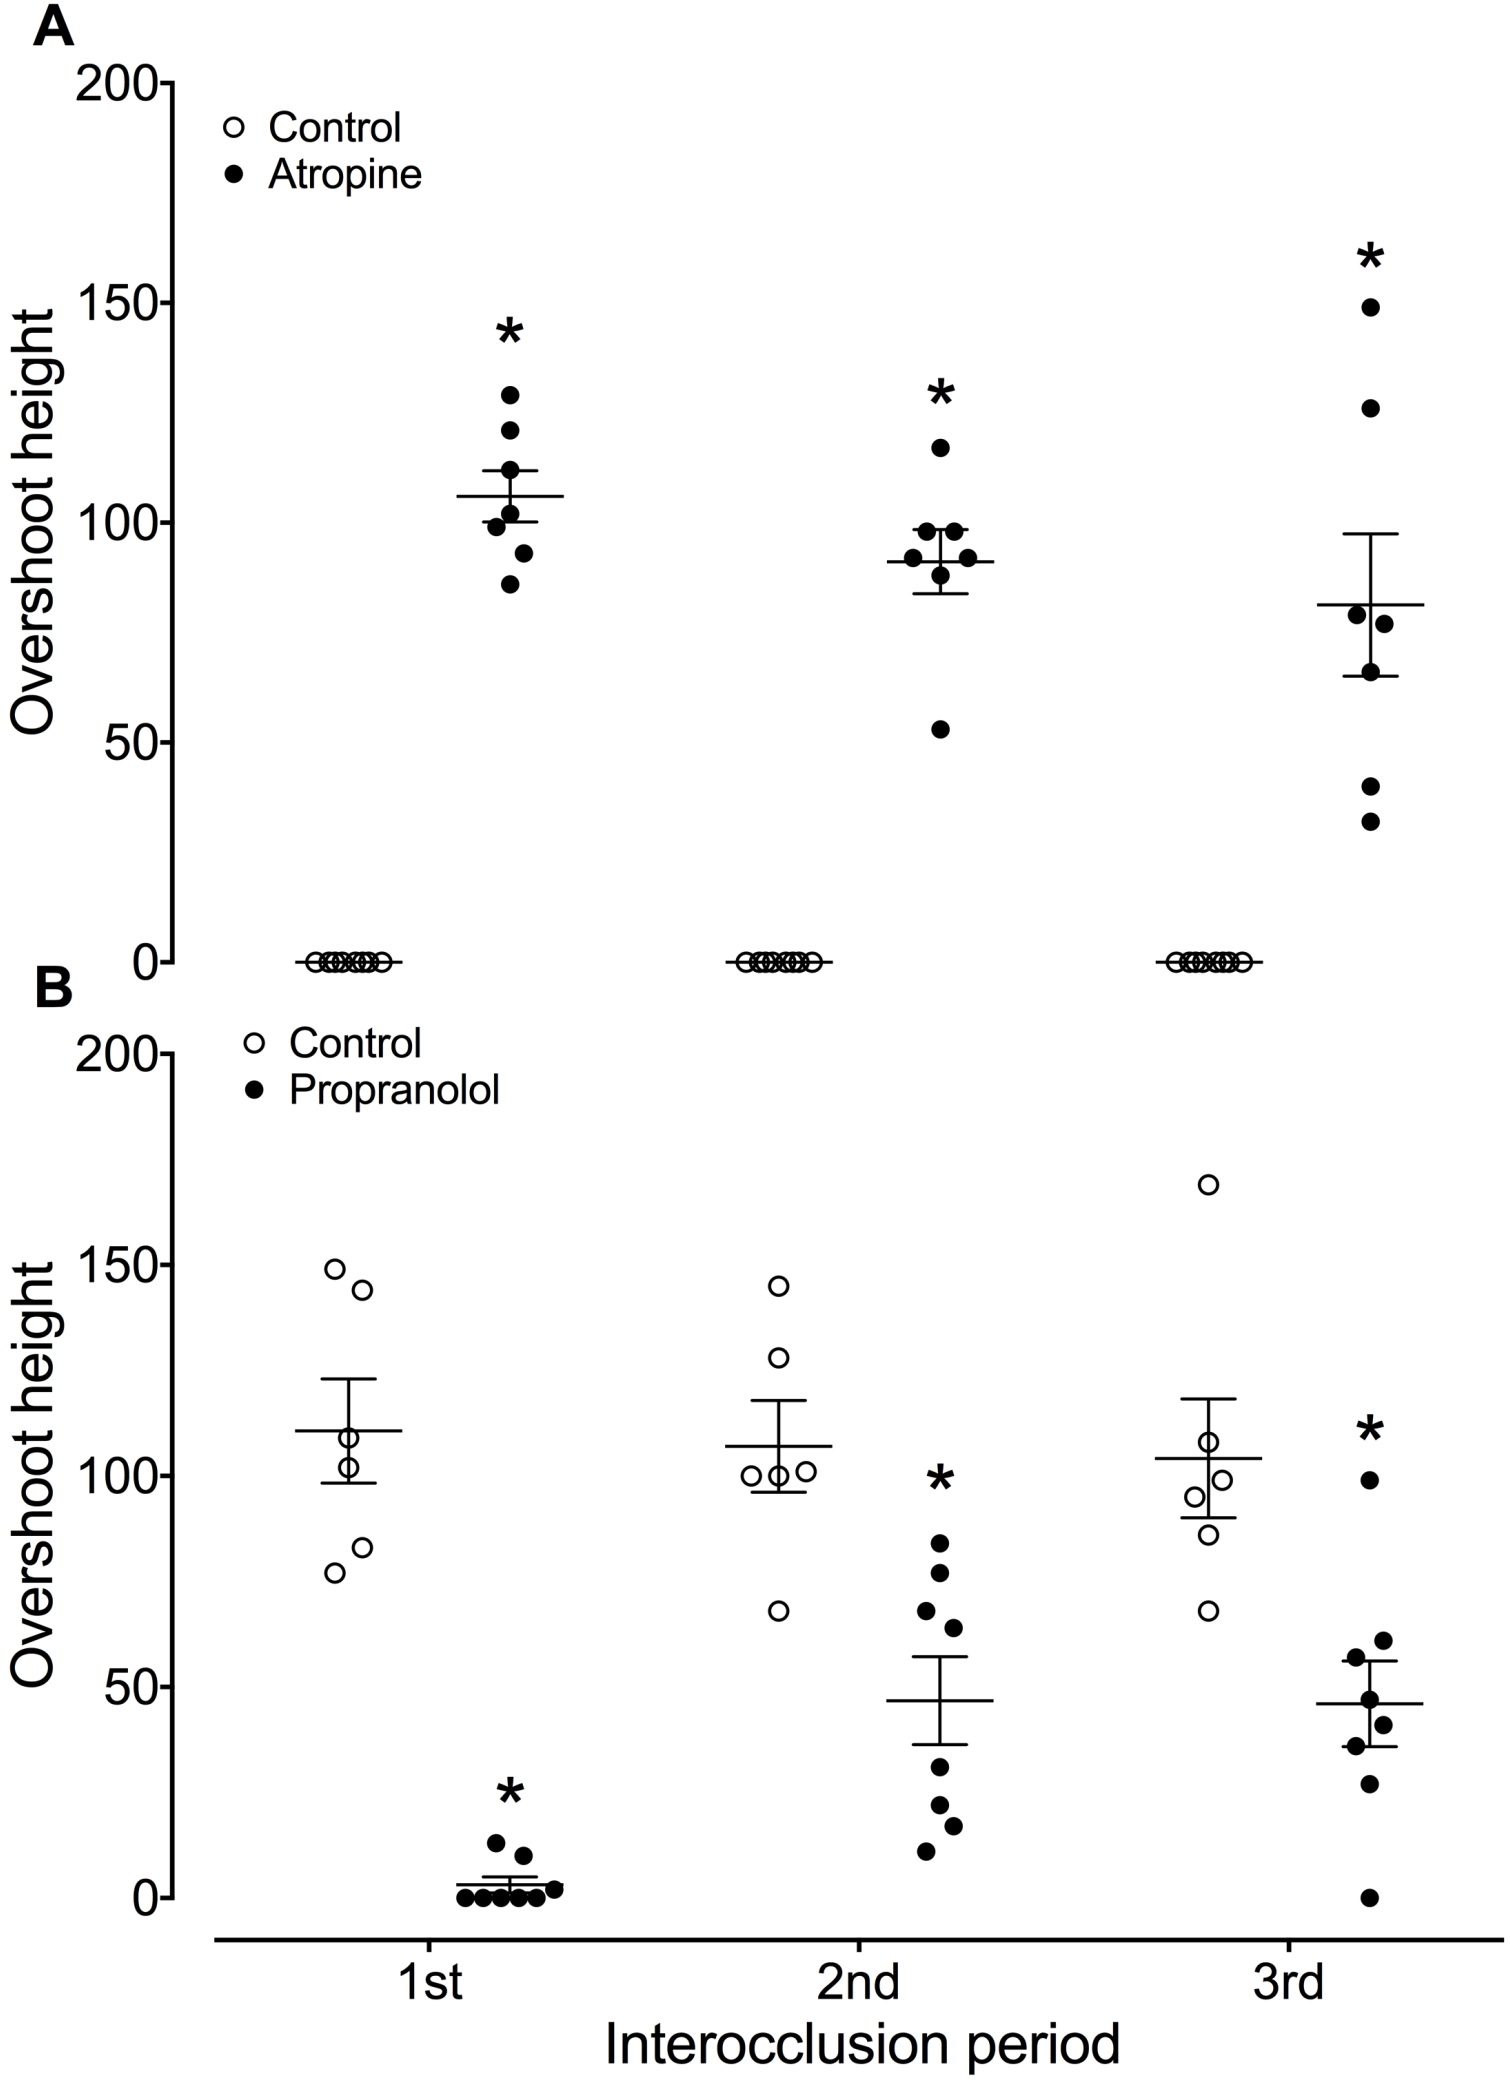 A
200
150
100
50
0
Overshoot height
○ Control
● Atropine
*
*
*
B
200
150
100
50
0
Overshoot height
○ Control
● Propranolol
*
*
*
1st 2nd 3rd
Interocclusion period